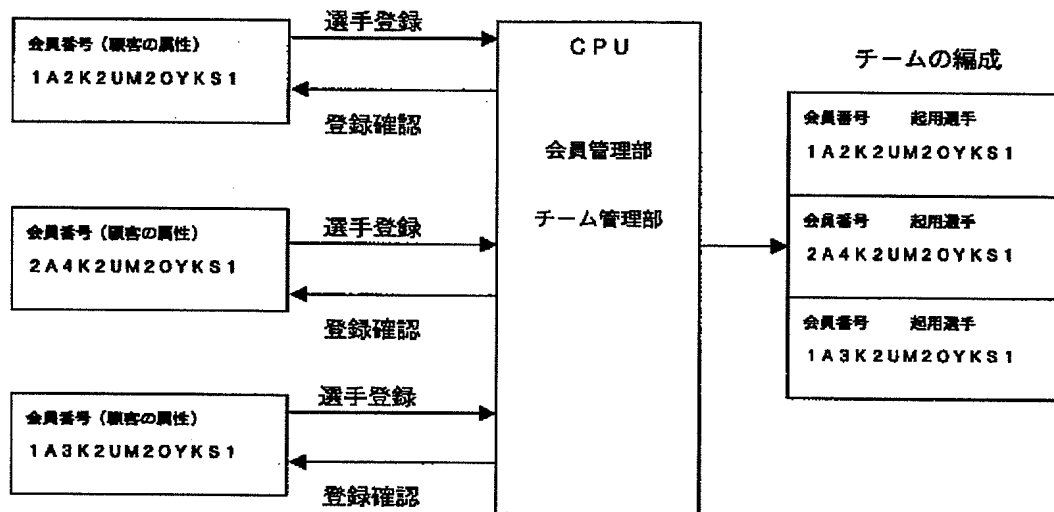 会員番号（顧客の属性）
1A2K2UM2OYKS1
選手登録
登録確認
会員番号（顧客の属性）
2A4K2UM2OYKS1
選手登録
登録確認
会員番号（顧客の属性）
1A3K2UM2OYKS1
選手登録
登録確認
CPU
会員管理部
チーム管理部
チームの編成
会員番号 起用選手
1A2K2UM2OYKS1
会員番号 起用選手
2A4K2UM2OYKS1
会員番号 起用選手
1A3K2UM2OYKS1